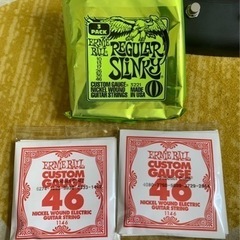 3 PACK
ERNIE BALL
REGULAR
SLINKY
CUSTOM GAUGE
NICKEL WOUND
GUITAR STRINGS
MADE IN USA
ERNIE BALL
CUSTOM
GAUGE
46
NICKEL WOUND ELECTRIC
GUITAR STRING
1146
ERNIE BALL
CUSTOM
GAUGE
46
NICKEL WOUND ELECTRIC
GUITAR STRING
1146